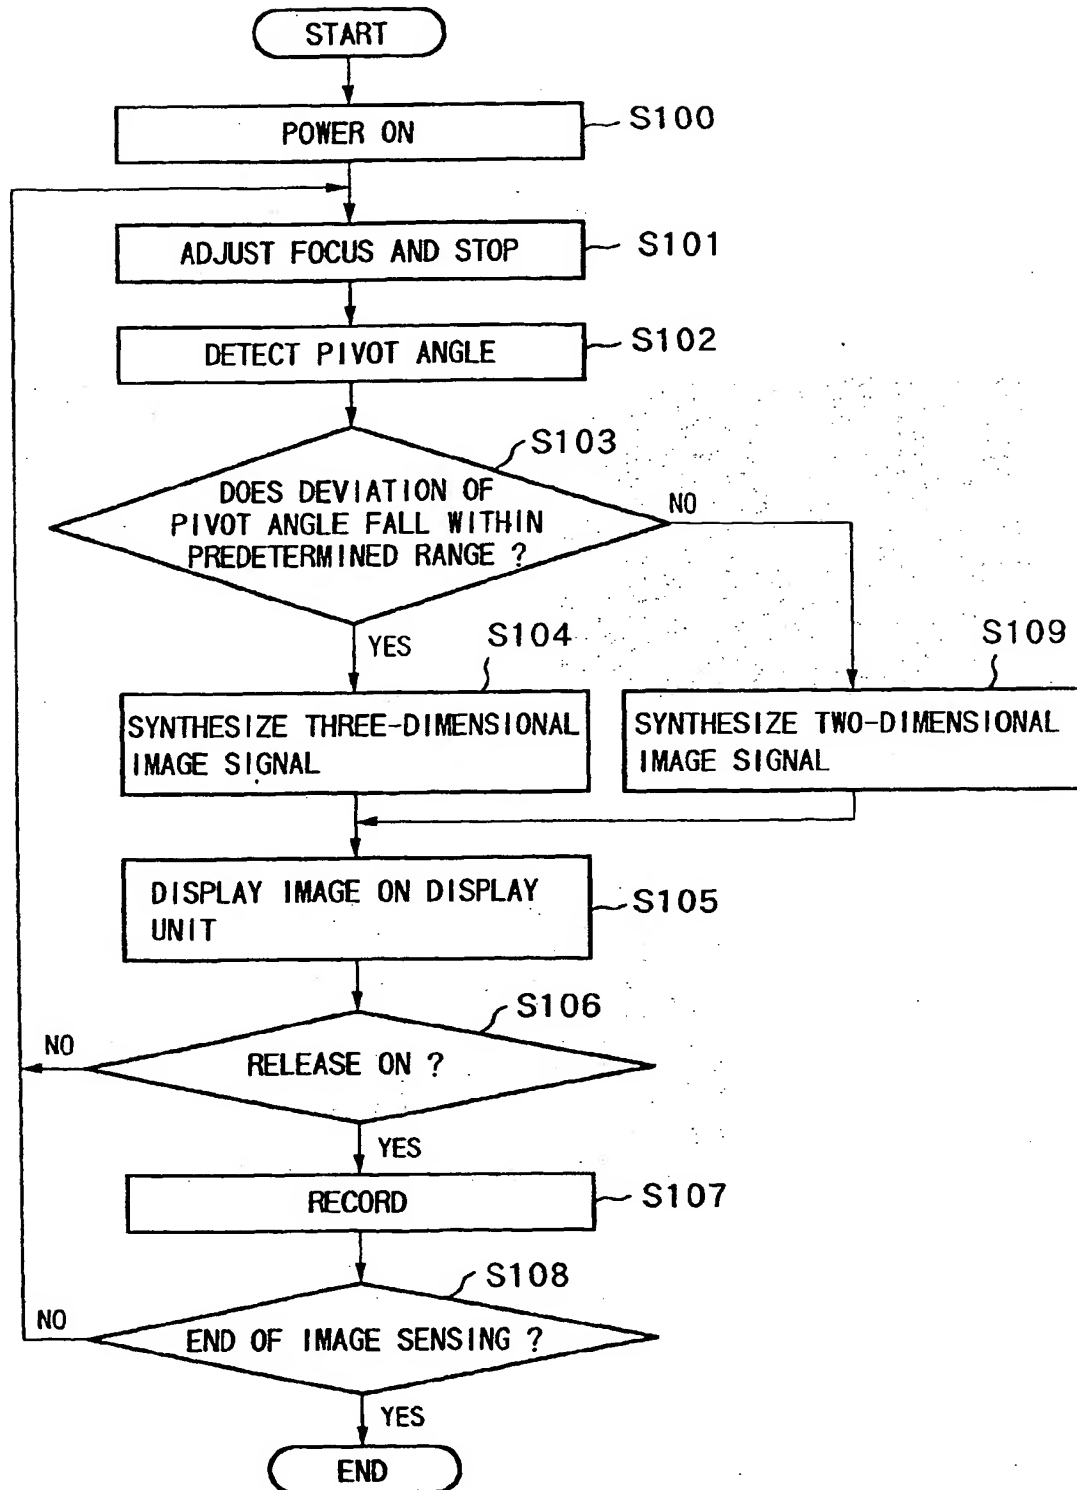 START
POWER ON
S100
ADJUST FOCUS AND STOP
S101
DETECT PIVOT ANGLE
S102
S103
DOES DEVIATION OF
PIVOT ANGLE FALL WITHIN
PREDETERMINED RANGE ?
NO
YES
S104
S109
SYNTHESIZE THREE-DIMENSIONAL
IMAGE SIGNAL
SYNTHESIZE TWO-DIMENSIONAL
IMAGE SIGNAL
DISPLAY IMAGE ON DISPLAY
UNIT
S105
S106
NO
RELEASE ON ?
YES
RECORD
S107
S108
NO
END OF IMAGE SENSING ?
YES
END